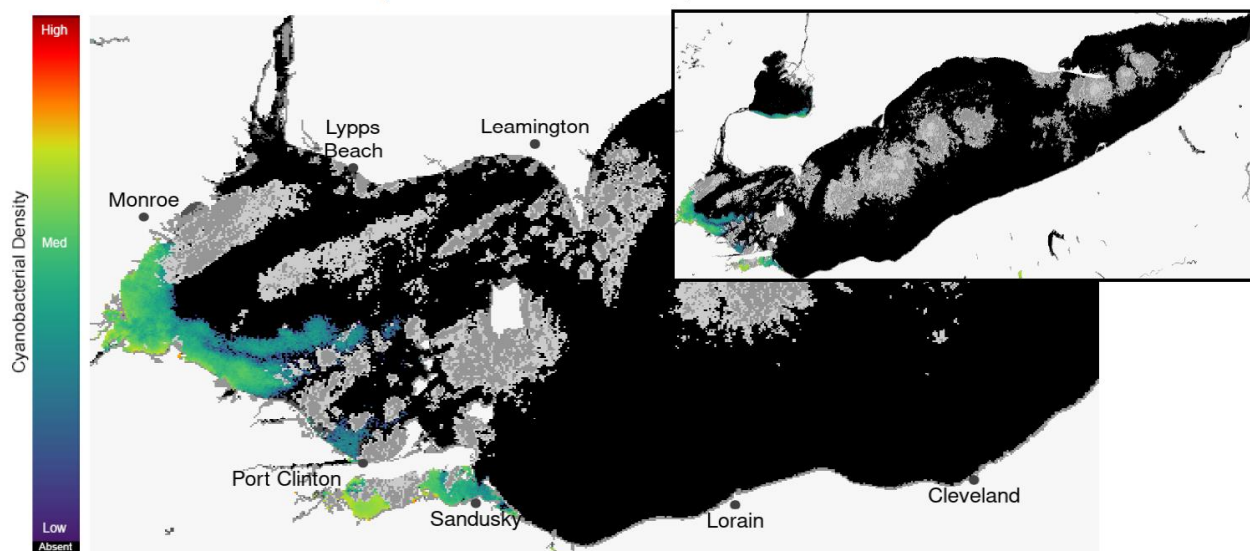 High
Med
Low
Absent
Cyanobacterial Density
Lypps
Beach
Leamington
Monroe
Port Clinton
Sandusky
Lorain
Cleveland